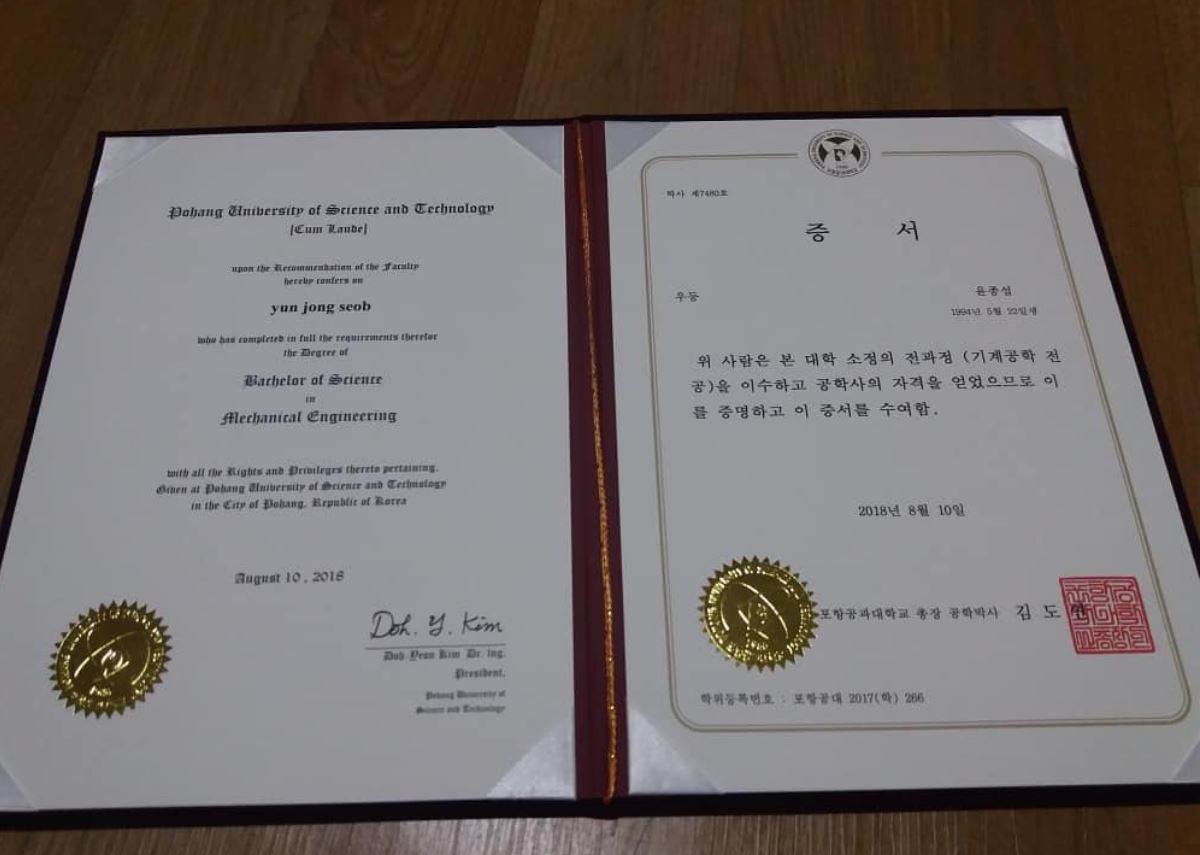 Pohang University of Science and Technology
[Cum Laude]
upon the Recommendation of the Faculty
hereby confers on
yun jong seob
who has completed in full the requirements therefor
the Degree of
Bachelor of Science
in
Mechanical Engineering
with all the Rights and Privileges thereto pertaining.
Given at Pohang University of Science and Technology
in the City of Pohang, Republic of Korea
August 10, 2018
Doh. Y. Kim
Doh Yeon Kim Dr. Ing.
President,
Pohang University of
Science and Technology
제7480호
증 서
우등
윤종섭
1994년 5월 22일생
위 사람은 본 대학 소정의 전과정 (기계공학 전
공)을 이수하고 공학사의 자격을 얻었으므로 이
를 증명하고 이 증서를 수여함.
2018년 8월 10일
포항공과대학교 총장 공학박사 김 도 연
학위등록번호 : 포항공대 2017(학) 266